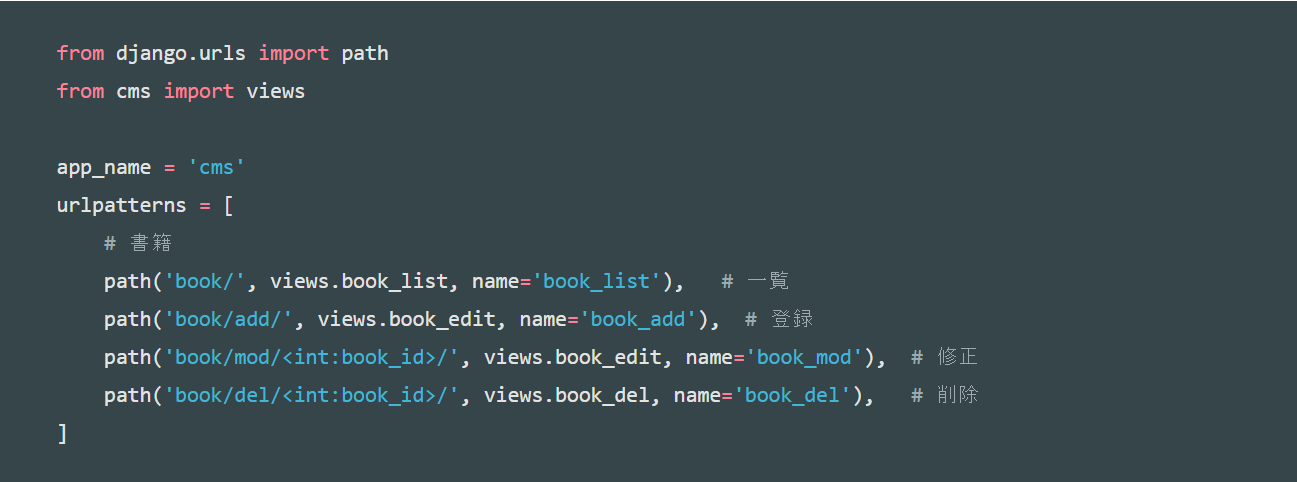 from django.urls import path
from cms import views
app_name = 'cms'
urlpatterns = [
    # 書籍
    path('book/', views.book_list, name='book_list'),   # 一覧
    path('book/add/', views.book_edit, name='book_add'),  # 登録
    path('book/mod/<int:book_id>/', views.book_edit, name='book_mod'),  # 修正
    path('book/del/<int:book_id>/', views.book_del, name='book_del'),   # 削除
]